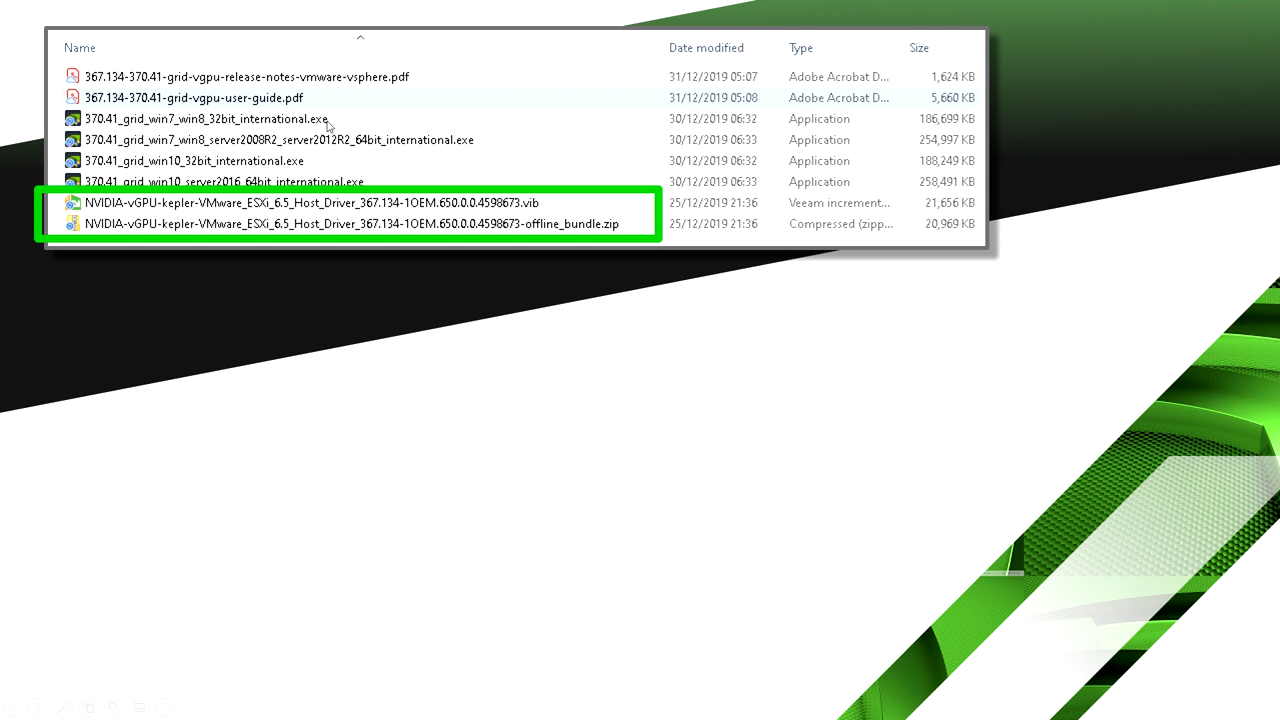 Name Date modified Type Size
367.134-370.41-grid-vgpu-release-notes-vmware-vsphere.pdf 31/12/2019 05:07 Adobe Acrobat D... 1,624 KB
367.134-370.41-grid-vgpu-user-guide.pdf 31/12/2019 05:08 Adobe Acrobat D... 5,660 KB
370.41_grid_win7_win8_32bit_international.exe 30/12/2019 06:32 Application 186,699 KB
370.41_grid_win7_win8_server2008R2_server2012R2_64bit_international.exe 30/12/2019 06:33 Application 254,997 KB
370.41_grid_win10_32bit_international.exe 30/12/2019 06:32 Application 188,249 KB
370.41_grid_win10_server2016_64bit_international.exe 30/12/2019 06:33 Application 258,491 KB
NVIDIA-vGPU-kepler-VMware_ESXi_6.5_Host_Driver_367.134-1OEM.650.0.0.4598673.vib 25/12/2019 21:36 Veeam increment... 21,656 KB
NVIDIA-vGPU-kepler-VMware_ESXi_6.5_Host_Driver_367.134-1OEM.650.0.0.4598673-offline_bundle.zip 25/12/2019 21:36 Compressed (zipp... 20,969 KB